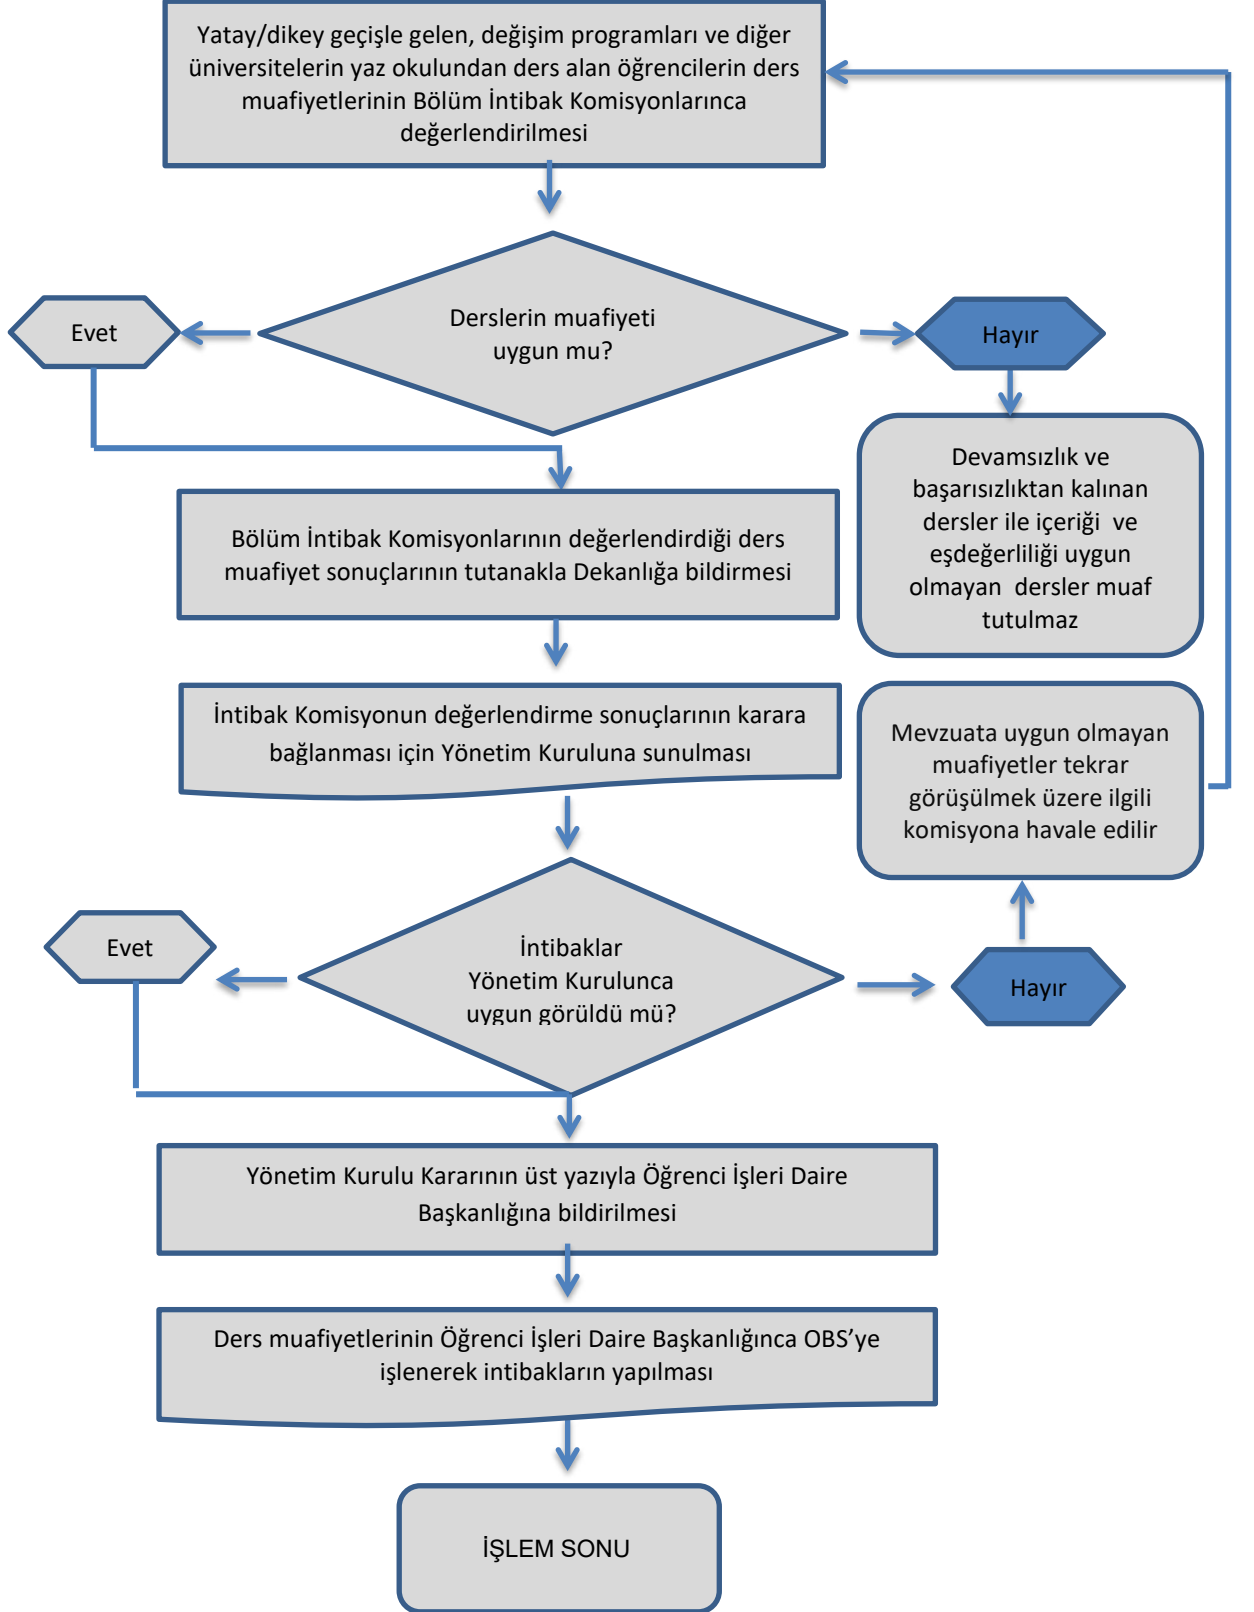 Yatay/dikey geçişle gelen, değişim programları ve diğer
üniversitelerin yaz okulundan ders alan öğrencilerin ders
muafiyetlerinin Bölüm İntibak Komisyonlarınca
değerlendirilmesi
Derslerin muafiyeti
uygun mu?
Evet
Hayır
Devamsızlık ve
başarısızlıktan kalınan
dersler ile içeriği ve
eşdeğerliliği uygun
olmayan dersler muaf
tutulmaz
Bölüm İntibak Komisyonlarının değerlendirdiği ders
muafiyet sonuçlarının tutanakla Dekanlığa bildirmesi
İntibak Komisyonun değerlendirme sonuçlarının karara
bağlanması için Yönetim Kuruluna sunulması
Mevzuata uygun olmayan
muafiyetler tekrar
görüşülmek üzere ilgili
komisyona havale edilir
Evet
İntibaklar
Yönetim Kurulunca
uygun görüldü mü?
Hayır
Yönetim Kurulu Kararının üst yazıyla Öğrenci İşleri Daire
Başkanlığına bildirilmesi
Ders muafiyetlerinin Öğrenci İşleri Daire Başkanlığınca OBS’ye
işlenerek intibakların yapılması
İŞLEM SONU